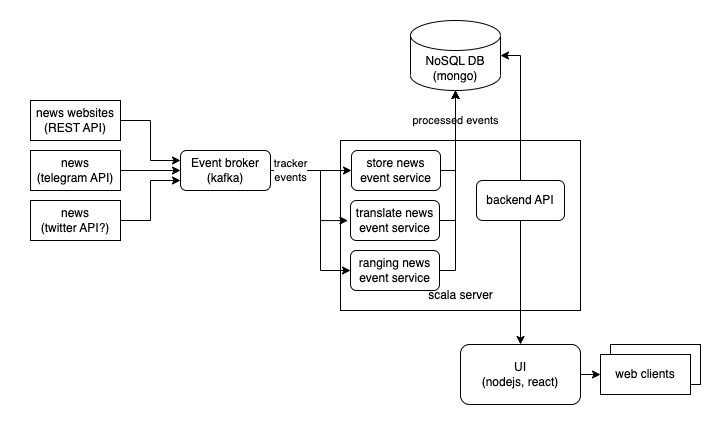 NoSQL DB
(mongo)
processed events
news websites
(REST API)
news
(telegram API)
news
(twitter API?)
Event broker
(kafka)
tracker
events
store news
event service
translate news
event service
ranging news
event service
scala server
backend API
UI
(nodejs, react)
web clients